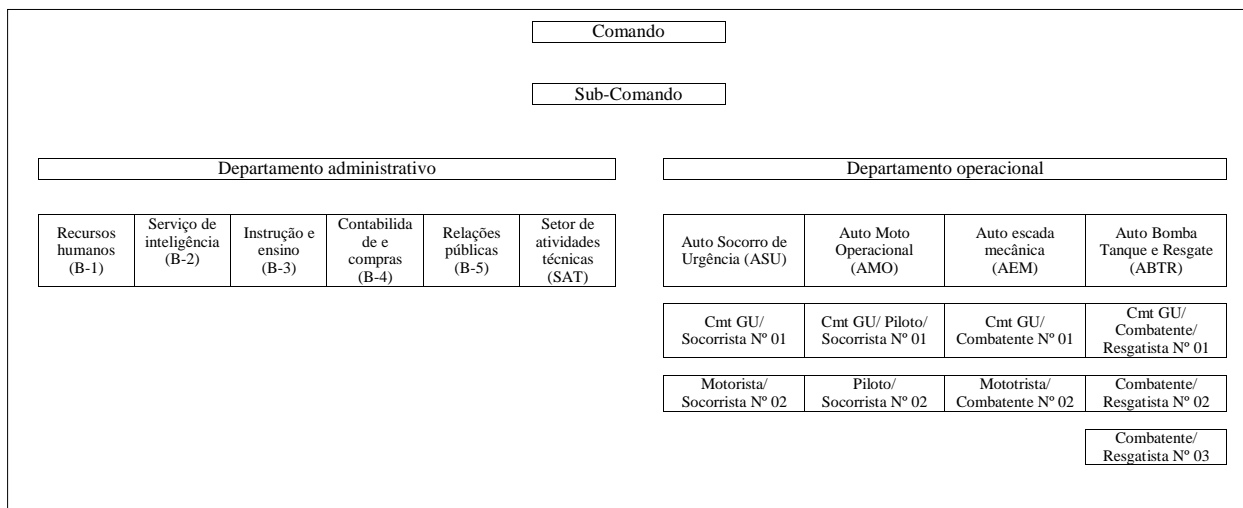 Comando
Sub-Comando
Departamento administrativo
Departamento operacional
Recursos
humanos
(B-1)
Serviço de
inteligência
(B-2)
Instrução e
ensino
(B-3)
Contabilida
de e
compras
(B-4)
Relações
públicas
(B-5)
Setor de
atividades
técnicas
(SAT)
Auto Socorro de
Urgência (ASU)
Auto Moto
Operacional
(AMO)
Auto escada
mecânica
(AEM)
Auto Bomba
Tanque e Resgate
(ABTR)
Cmt GU/
Socorrista Nº 01
Cmt GU/ Piloto/
Socorrista Nº 01
Cmt GU/
Combatente Nº 01
Cmt GU/
Combatente/
Resgatista Nº 01
Motorista/
Socorrista Nº 02
Piloto/
Socorrista Nº 02
Mototrista/
Combatente Nº 02
Combatente/
Resgatista Nº 02
Combatente/
Resgatista Nº 03